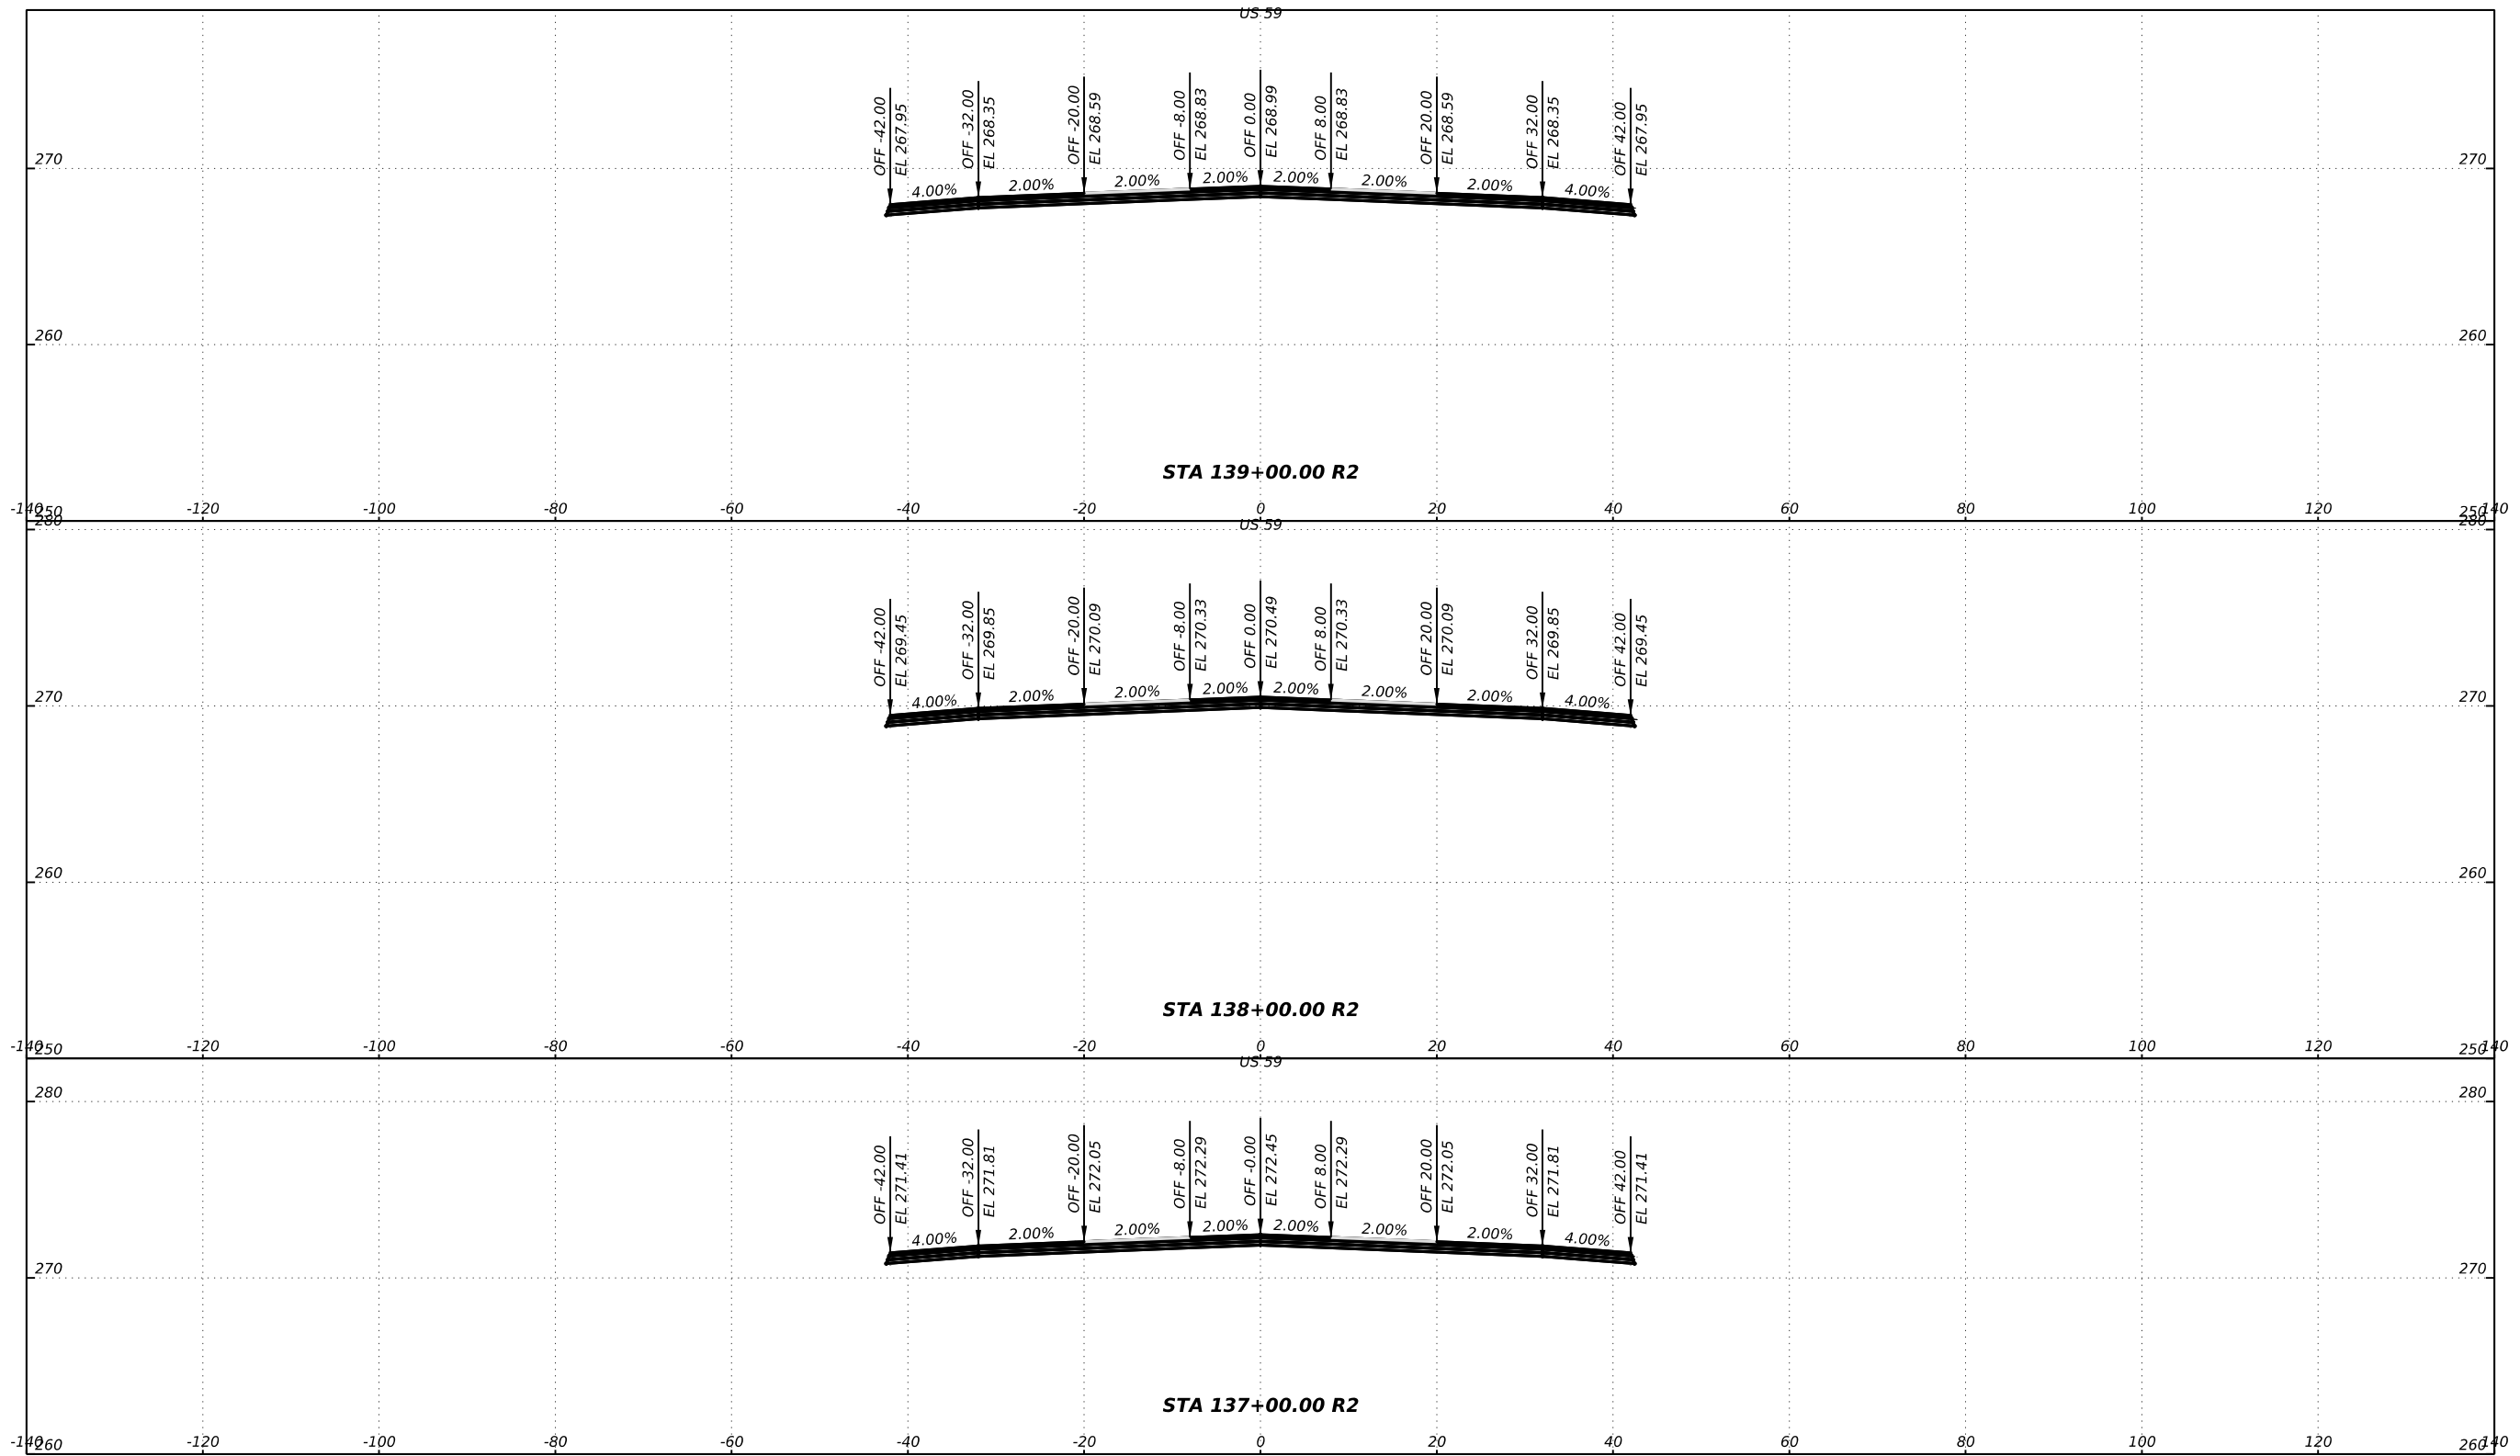 US 59
OFF -42.00
EL 267.95
OFF -32.00
EL 268.35
OFF -20.00
EL 268.59
OFF -8.00
EL 268.83
OFF 0.00
EL 268.99
OFF 8.00
EL 268.83
OFF 20.00
EL 268.59
OFF 32.00
EL 268.35
OFF 42.00
EL 267.95
270 270
4.00% 2.00% 2.00% 2.00% 2.00% 2.00% 2.00% 4.00%
260 260
STA 139+00.00 R2
-140 -120 -100 -80 -60 -40 -20 0 20 40 60 80 100 120 140
250 250
280 280
US 59
OFF -42.00
EL 269.45
OFF -32.00
EL 269.85
OFF -20.00
EL 270.09
OFF -8.00
EL 270.33
OFF 0.00
EL 270.49
OFF 8.00
EL 270.33
OFF 20.00
EL 270.09
OFF 32.00
EL 269.85
OFF 42.00
EL 269.45
270 270
4.00% 2.00% 2.00% 2.00% 2.00% 2.00% 2.00% 4.00%
260 260
STA 138+00.00 R2
-140 -120 -100 -80 -60 -40 -20 0 20 40 60 80 100 120 140
250 250
US 59
280 280
OFF -42.00
EL 271.41
OFF -32.00
EL 271.81
OFF -20.00
EL 272.05
OFF -8.00
EL 272.29
OFF -0.00
EL 272.45
OFF 8.00
EL 272.29
OFF 20.00
EL 272.05
OFF 32.00
EL 271.81
OFF 42.00
EL 271.41
4.00% 2.00% 2.00% 2.00% 2.00% 2.00% 2.00% 4.00%
270 270
STA 137+00.00 R2
-140 -120 -100 -80 -60 -40 -20 0 20 40 60 80 100 120 140
260 260